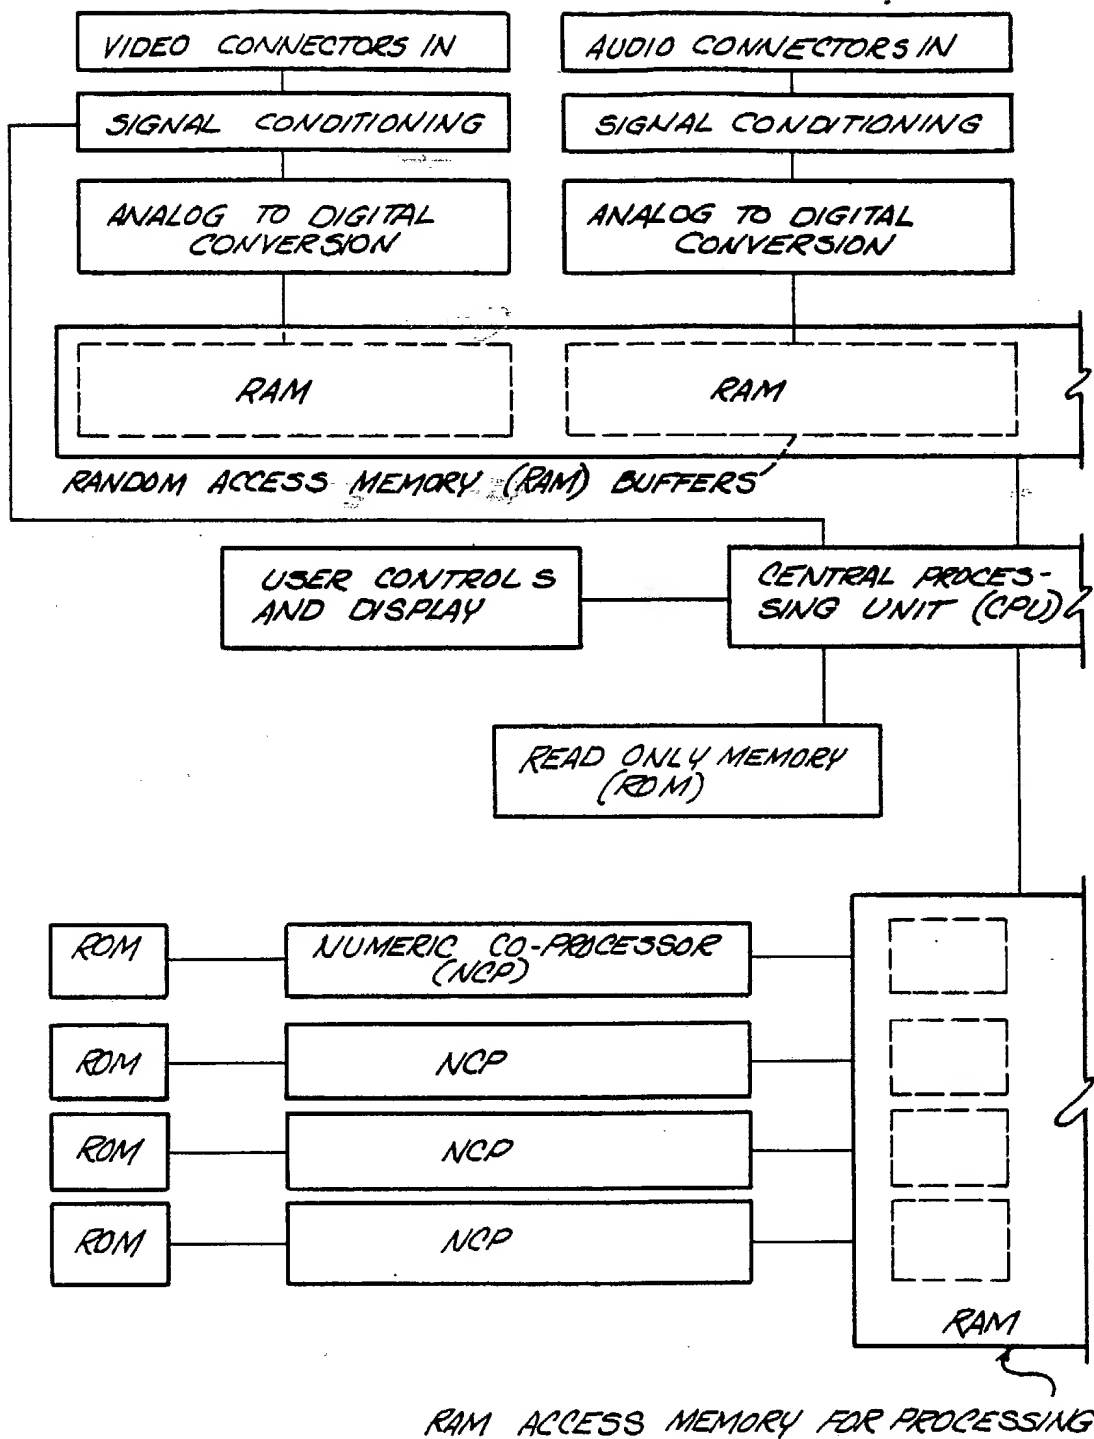 VIDEO CONNECTORS IN
AUDIO CONNECTORS IN
SIGNAL CONDITIONING
SIGNAL CONDITIONING
ANALOG TO DIGITAL
CONVERSION
ANALOG TO DIGITAL
CONVERSION
RAM
RAM
RANDOM ACCESS MEMORY (RAM) BUFFERS
USER CONTROLS
AND DISPLAY
CENTRAL PROCES-
SING UNIT (CPU)
READ ONLY MEMORY
(ROM)
ROM
NUMERIC CO-PROCESSOR
(NCP)
ROM
NCP
ROM
NCP
ROM
NCP
RAM
RAM ACCESS MEMORY FOR PROCESSING